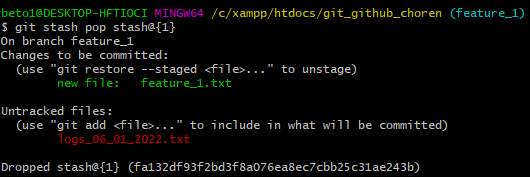 beto1@DESKTOP-HFTIOCI MINGW64 /c/xampp/htdocs/git_github_choren (feature_1)
$ git stash pop stash@{1}
On branch feature_1
Changes to be committed:
  (use "git restore --staged <file>..." to unstage)
        new file:   feature_1.txt

Untracked files:
  (use "git add <file>..." to include in what will be committed)
        logs_06_01_2022.txt

Dropped stash@{1} (fa132df93f2bd3f8a076ea8ec7cbb25c31ae243b)